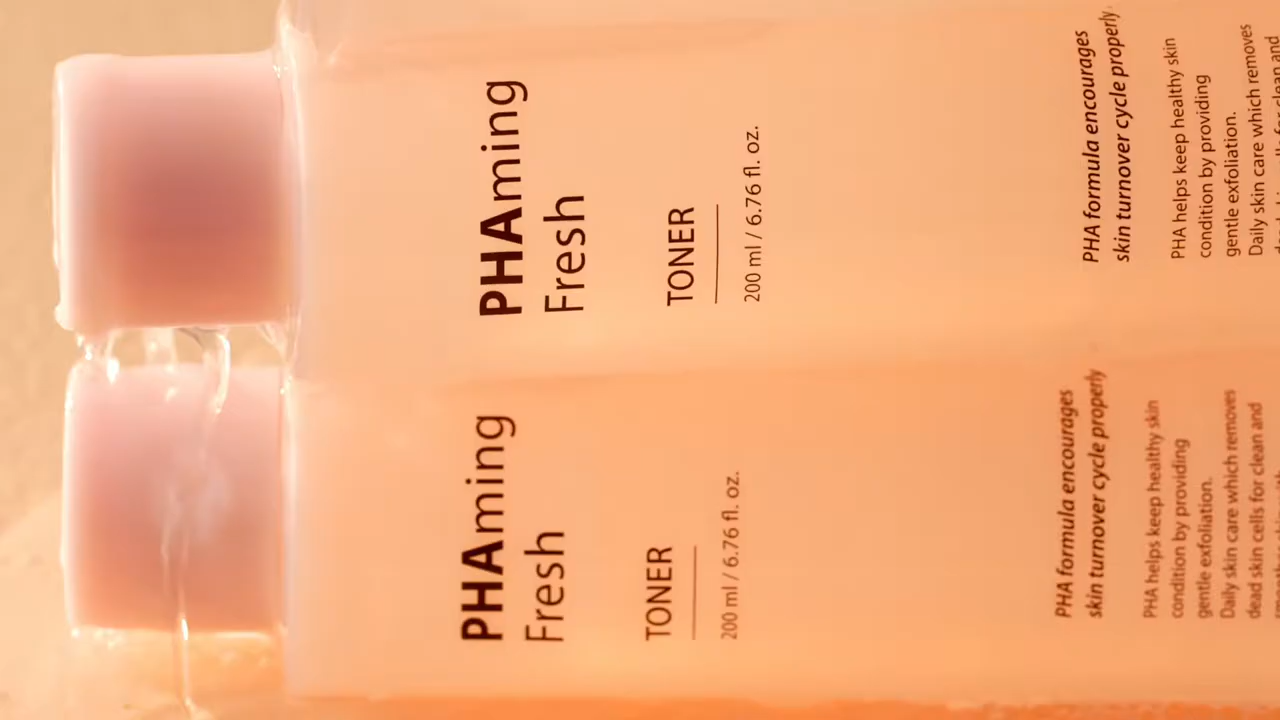 PHAming
Fresh
TONER
200 ml / 6.76 fl. oz.
PHA formula encourages
skin turnover cycle properly
PHA helps keep healthy skin
condition by providing
gentle exfoliation.
Daily skin care which removes
PHAming
Fresh
TONER
200 ml / 6.76 fl. oz.
PHA formula encourages
skin turnover cycle properly
PHA helps keep healthy skin
condition by providing
gentle exfoliation.
Daily skin care which removes
dead skin cells for clean and